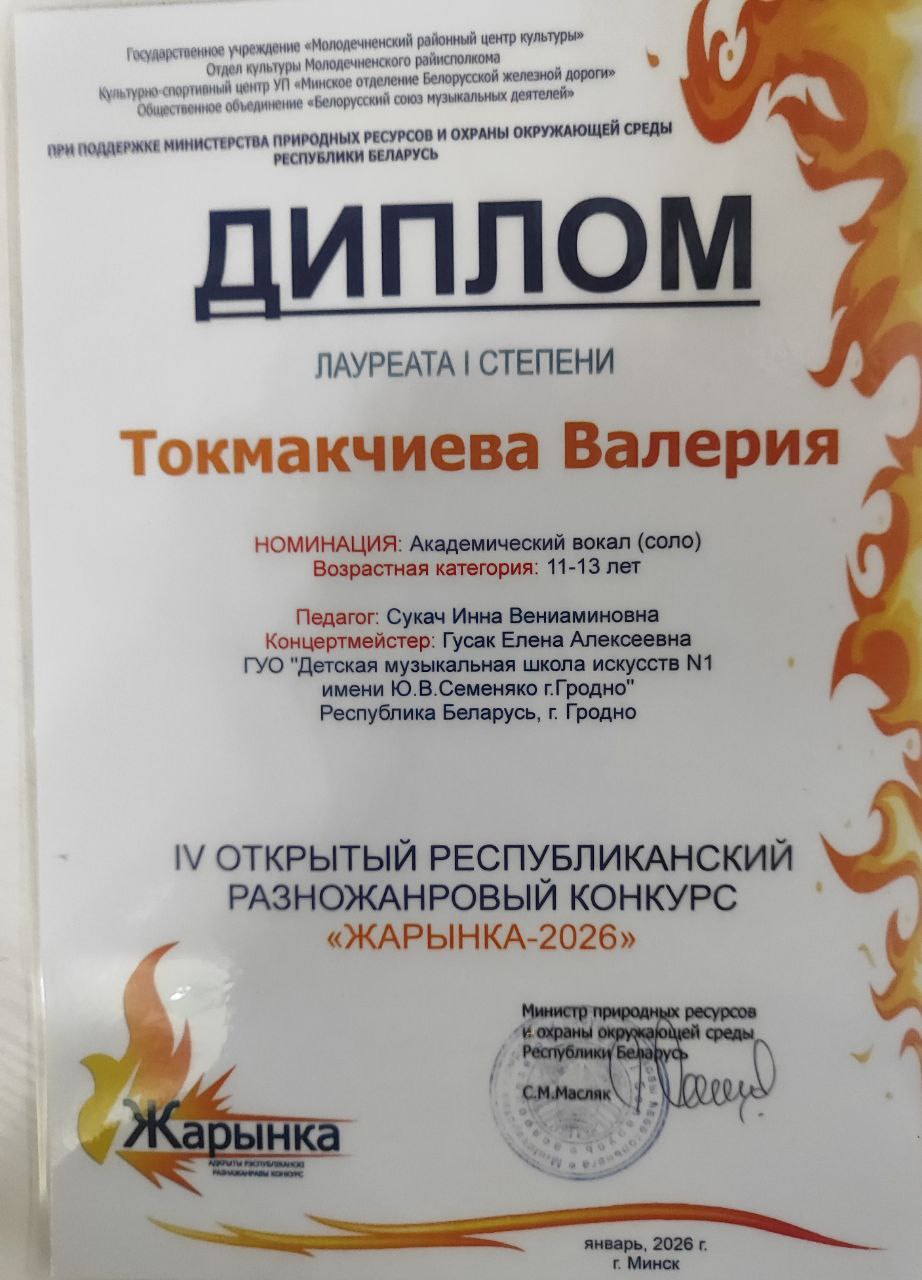 Государственное учреждение «Молодечненский районный центр культуры»
Отдел культуры Молодечненского райисполкома
Культурно-спортивный центр УП «Минское отделение Белорусской железной дороги»
Общественное объединение «Белорусский союз музыкальных деятелей»
ПРИ ПОДДЕРЖКЕ МИНИСТЕРСТВА ПРИРОДНЫХ РЕСУРСОВ И ОХРАНЫ ОКРУЖАЮЩЕЙ СРЕДЫ
РЕСПУБЛИКИ БЕЛАРУСЬ
ДИПЛОМ
ЛАУРЕАТА I СТЕПЕНИ
Токмакчиева Валерия
НОМИНАЦИЯ: Академический вокал (соло)
Возрастная категория: 11-13 лет
Педагог: Сукач Инна Вениаминовна
Концертмейстер: Гусак Елена Алексеевна
ГУО "Детская музыкальная школа искусств N1
имени Ю.В.Семеняко г.Гродно"
Республика Беларусь, г. Гродно
IV ОТКРЫТЫЙ РЕСПУБЛИКАНСКИЙ
РАЗНОЖАНРОВЫЙ КОНКУРС
«ЖАРЫНКА-2026»
Министр природных ресурсов
и охраны окружающей среды
Республики Беларусь
С.М.Масляк
Жарынка
АДКРЫТЫ РЭСПУБЛІКАНСКІ
РАЗНАЖАНРАВЫ КОНКУРС
январь, 2026 г.
г. Минск